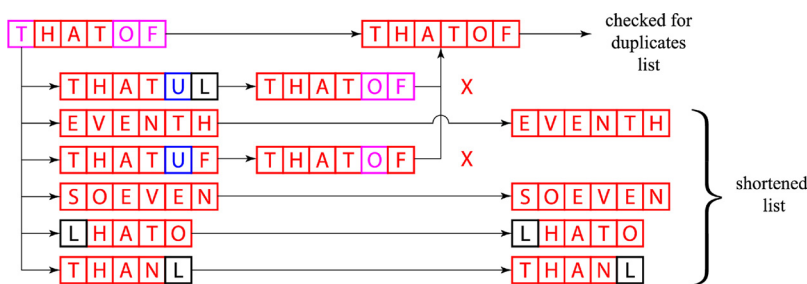 THATOF THATOF checked for
duplicates
list
THATUL THATOF X
EVENTH EVENTH
THATUF THATOF X
SOEVEN SOEVEN
shortened
list
LHATO LHATO
THANL THANL